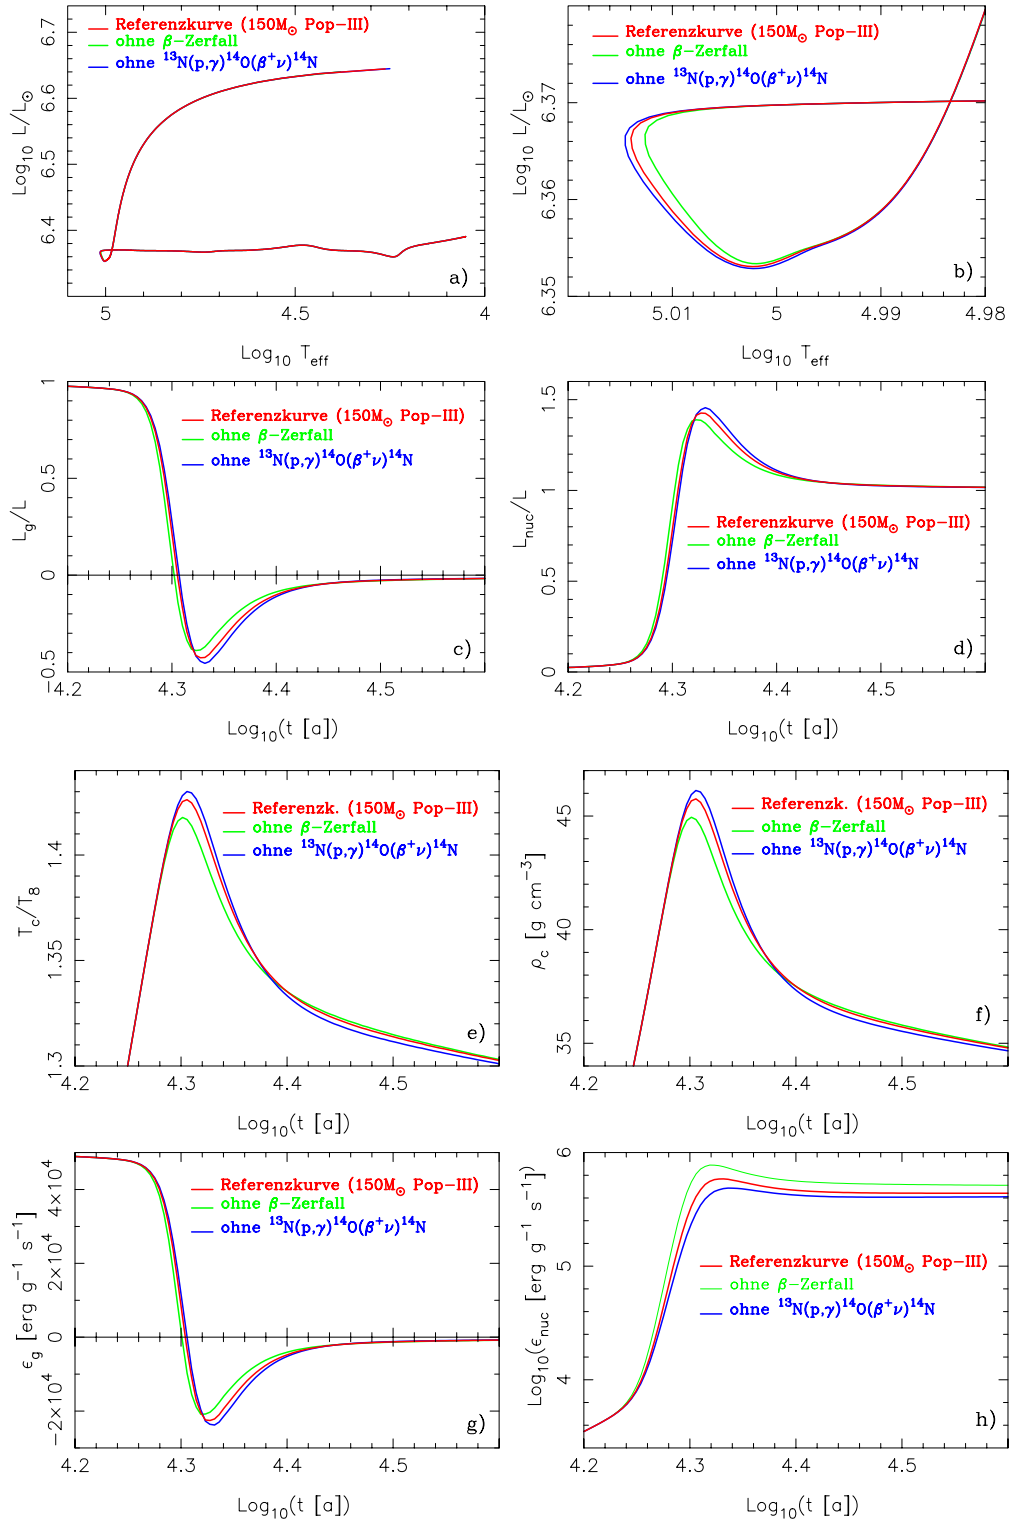 Referenzkurve (150M⊙ Pop-III)
ohne β-Zerfall
ohne ¹³N(p,γ)¹⁴O(β⁺ν)¹⁴N
Log₁₀ L/L⊙
6.7
6.6
6.5
6.4
5 4.5 4
Log₁₀ T_eff
a)
Referenzkurve (150M⊙ Pop-III)
ohne β-Zerfall
ohne ¹³N(p,γ)¹⁴O(β⁺ν)¹⁴N
Log₁₀ L/L⊙
6.37
6.36
6.35
5.01 5 4.99 4.98
Log₁₀ T_eff
b)
Referenzkurve (150M⊙ Pop-III)
ohne β-Zerfall
ohne ¹³N(p,γ)¹⁴O(β⁺ν)¹⁴N
L_g/L
1
0.5
0
-0.5
4.2 4.3 4.4 4.5
Log₁₀(t [a])
c)
Referenzkurve (150M⊙ Pop-III)
ohne β-Zerfall
ohne ¹³N(p,γ)¹⁴O(β⁺ν)¹⁴N
L_nuc/L
1.5
1
0.5
0
4.2 4.3 4.4 4.5
Log₁₀(t [a])
d)
Referenzk. (150M⊙ Pop-III)
ohne β-Zerfall
ohne ¹³N(p,γ)¹⁴O(β⁺ν)¹⁴N
T_c/T₈
1.4
1.35
1.3
4.2 4.3 4.4 4.5
Log₁₀(t [a])
e)
Referenzk. (150M⊙ Pop-III)
ohne β-Zerfall
ohne ¹³N(p,γ)¹⁴O(β⁺ν)¹⁴N
ρ_c [g cm⁻³]
45
40
35
4.2 4.3 4.4 4.5
Log₁₀(t [a])
f)
Referenzkurve (150M⊙ Pop-III)
ohne β-Zerfall
ohne ¹³N(p,γ)¹⁴O(β⁺ν)¹⁴N
ϵ_g [erg g⁻¹ s⁻¹]
4×10⁴
2×10⁴
0
-2×10⁴
4.2 4.3 4.4 4.5
Log₁₀(t [a])
g)
Referenzkurve (150M⊙ Pop-III)
ohne β-Zerfall
ohne ¹³N(p,γ)¹⁴O(β⁺ν)¹⁴N
Log₁₀(ϵ_nuc [erg g⁻¹ s⁻¹])
6
5
4
4.2 4.3 4.4 4.5
Log₁₀(t [a])
h)